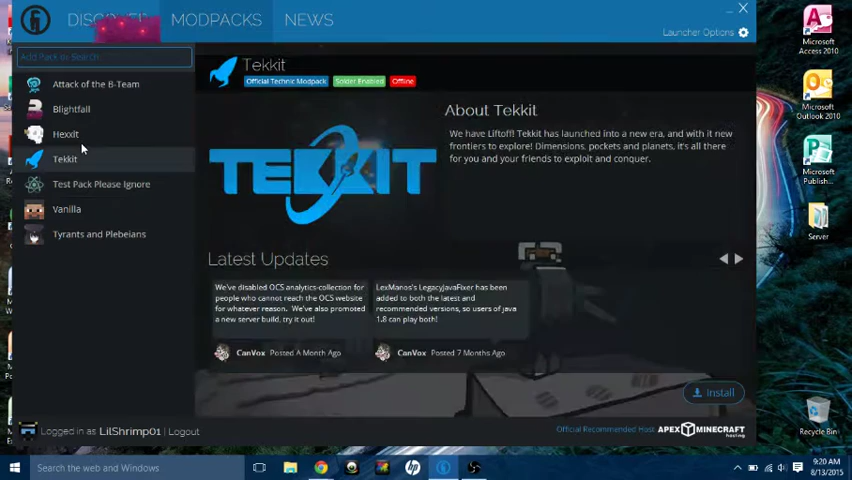 DISCOVER MODPACKS NEWS
Launcher Options
Add Pack or Search...
Attack of the B-Team
Blightfall
Hexxit
Tekkit
Test Pack Please Ignore
Vanilla
Tyrants and Plebeians
Tekkit
Official Technic Modpack Solder Enabled Offline
TEKKIT
About Tekkit
We have Liftoff! Tekkit has launched into a new era, and with it new
frontiers to explore! Dimensions, pockets and planets, it's all there
for you and your friends to exploit and conquer.
Latest Updates
We've disabled OCS analytics-collection for
people who cannot reach the OCS website
for whatever reason. We've also promoted
a new server build, try it out!
CanVox Posted A Month Ago
LexManos's LegacyJavaFixer has been
added to both the latest and
recommended versions, so users of java
1.8 can play both!
CanVox Posted 7 Months Ago
Install
Logged in as LilShrimp01 | Logout
Official Recommended Host APEX MINECRAFT
hosting
Microsoft
Access 2010
Microsoft
Outlook 2010
Microsoft
Publish...
Server
Recycle Bin
Search the web and Windows
hp
9:20 AM
8/13/2015